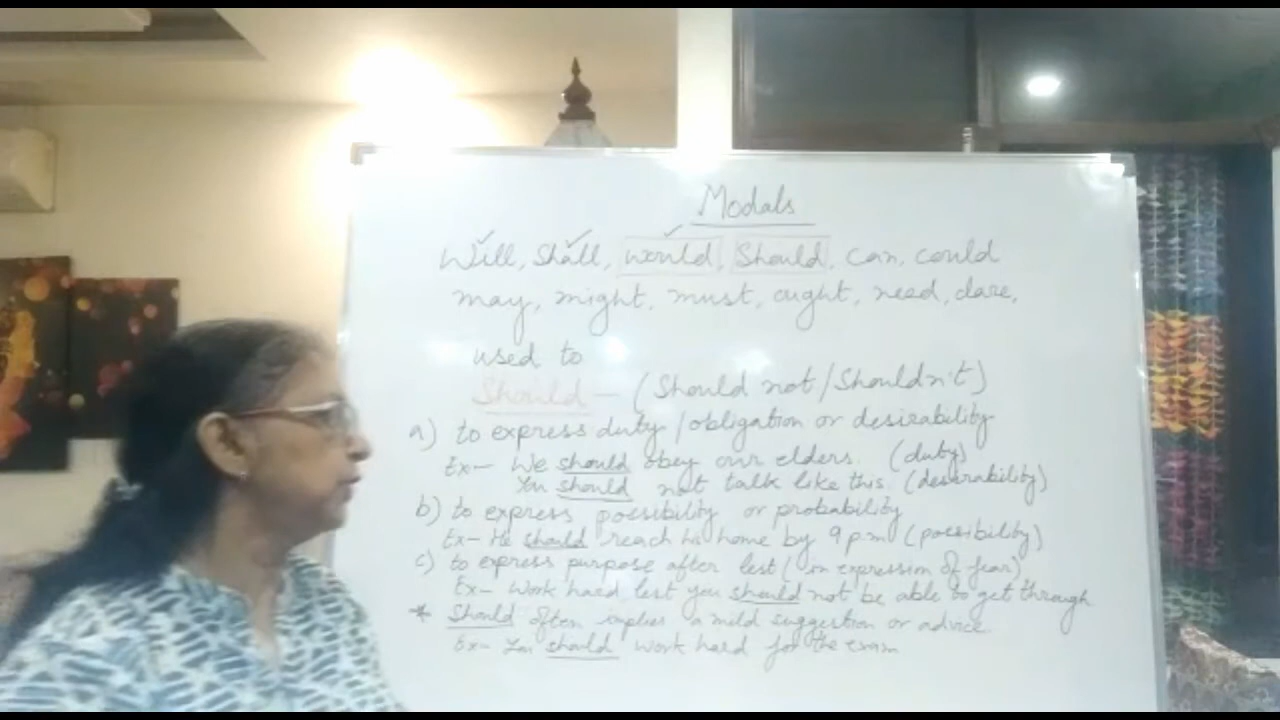 Modals
Will, Shall, would, Should, can, could
may, might, must, ought, need, dare,
used to
Should - (Should not/Shouldn't)
a) to express duty/obligation or desirability
Ex- We should obey our elders. (duty)
You should not talk like this. (desirability)
b) to express possibility or probability
Ex- He should reach his home by 9 pm (possibility)
c) to express purpose after lest (an expression of fear)
Ex- Work hard lest you should not be able to get through
* Should often implies a mild suggestion or advice
Ex- You should work hard for the exam